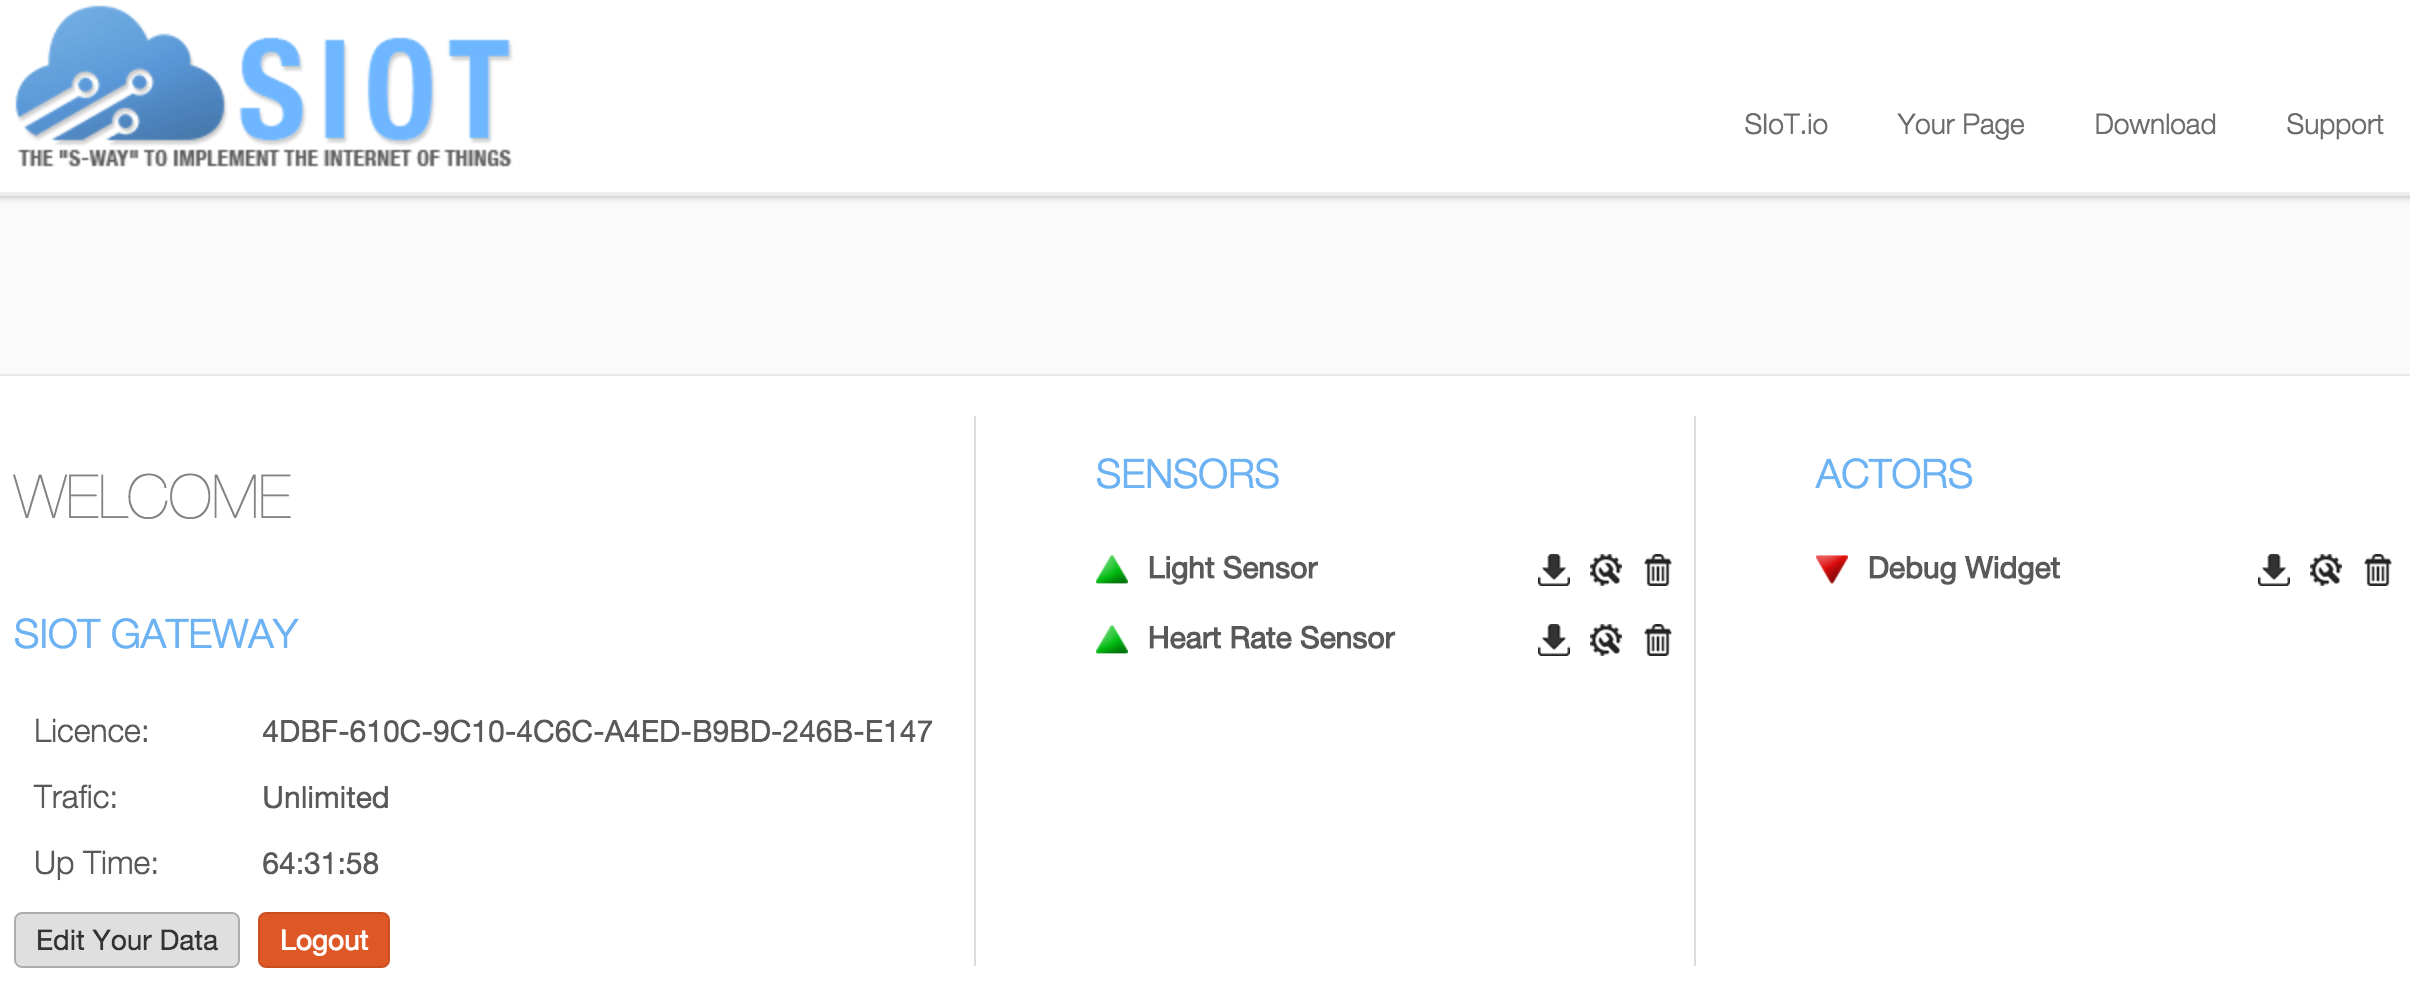 SIOT
THE "S-WAY" TO IMPLEMENT THE INTERNET OF THINGS
SIoT.io
Your Page
Download
Support
WELCOME
SIOT GATEWAY
Licence: 4DBF-610C-9C10-4C6C-A4ED-B9BD-246B-E147
Trafic: Unlimited
Up Time: 64:31:58
Edit Your Data
Logout
SENSORS
Light Sensor
Heart Rate Sensor
ACTORS
Debug Widget